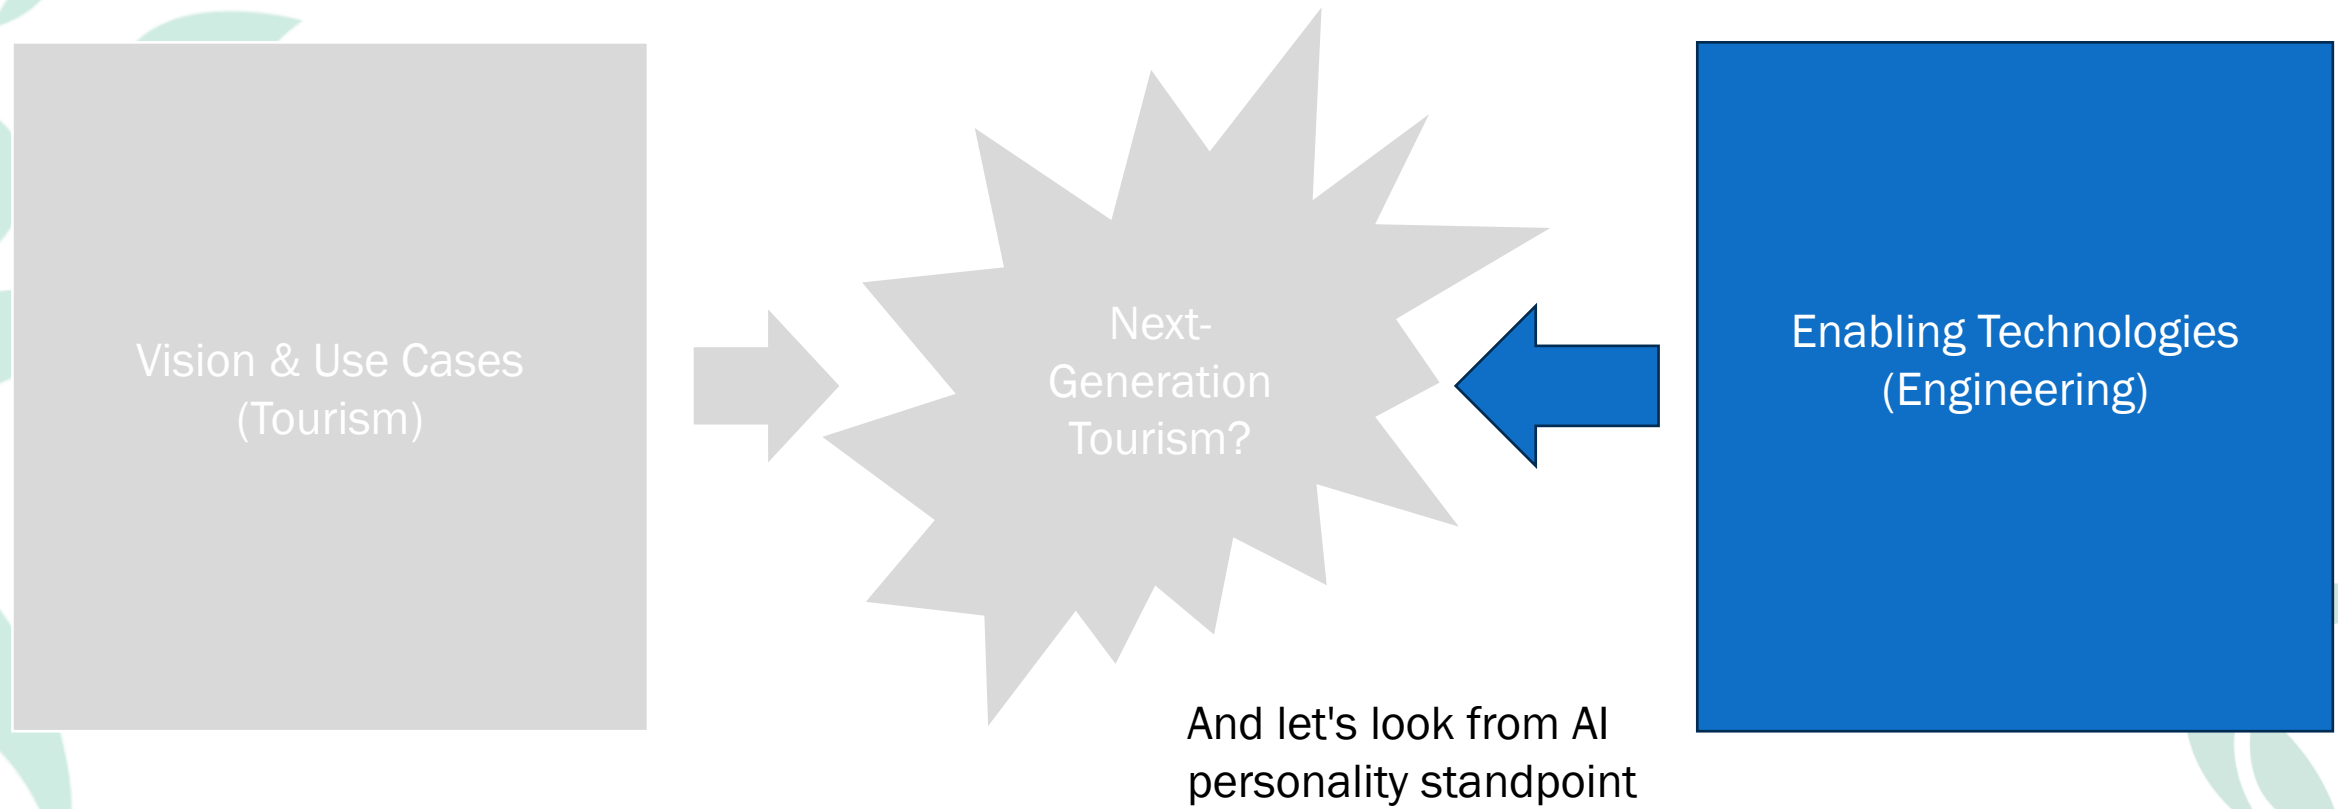 Vision & Use Cases
(Tourism)
Next-
Generation
Tourism?
Enabling Technologies
(Engineering)
And let's look from AI
personality standpoint